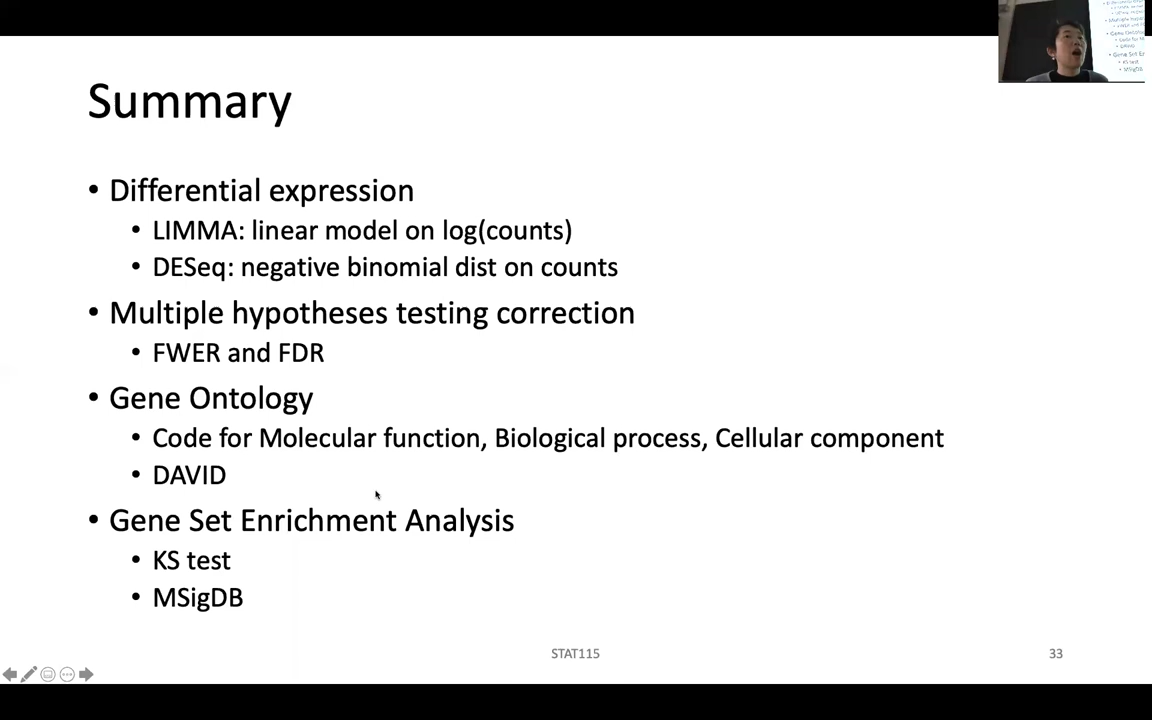 Summary
• Differential expression
• LIMMA: linear model on log(counts)
• DESeq: negative binomial dist on counts
• Multiple hypotheses testing correction
• FWER and FDR
• Gene Ontology
• Code for Molecular function, Biological process, Cellular component
• DAVID
• Gene Set Enrichment Analysis
• KS test
• MSigDB
STAT115
33